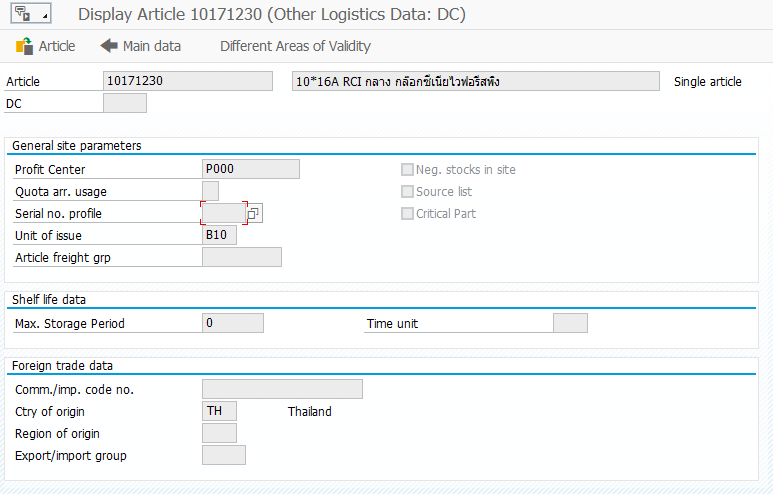 Display Article 10171230 (Other Logistics Data: DC)
Article Main data Different Areas of Validity
Article 10171230 10*16A RCI กลาง กล๊อกซีเนียไวฟอรีสพิง Single article
DC
General site parameters
Profit Center P000 Neg. stocks in site
Quota arr. usage Source list
Serial no. profile Critical Part
Unit of issue B10
Article freight grp
Shelf life data
Max. Storage Period 0 Time unit
Foreign trade data
Comm./imp. code no.
Ctry of origin TH Thailand
Region of origin
Export/import group